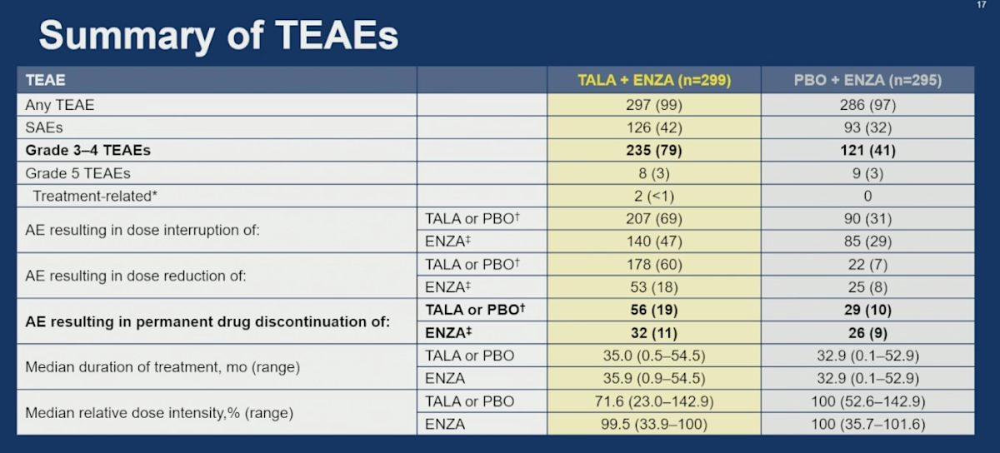 17
Summary of TEAEs
TEAE TALA + ENZA (n=299) PBO + ENZA (n=295)
Any TEAE 297 (99) 286 (97)
SAEs 126 (42) 93 (32)
Grade 3–4 TEAEs 235 (79) 121 (41)
Grade 5 TEAEs 8 (3) 9 (3)
Treatment-related* 2 (<1) 0
AE resulting in dose interruption of: TALA or PBO† 207 (69) 90 (31)
ENZA‡ 140 (47) 85 (29)
AE resulting in dose reduction of: TALA or PBO† 178 (60) 22 (7)
ENZA‡ 53 (18) 25 (8)
AE resulting in permanent drug discontinuation of: TALA or PBO† 56 (19) 29 (10)
ENZA‡ 32 (11) 26 (9)
Median duration of treatment, mo (range) TALA or PBO 35.0 (0.5–54.5) 32.9 (0.1–52.9)
ENZA 35.9 (0.9–54.5) 32.9 (0.1–52.9)
Median relative dose intensity,% (range) TALA or PBO 71.6 (23.0–142.9) 100 (52.6–142.9)
ENZA 99.5 (33.9–100) 100 (35.7–101.6)